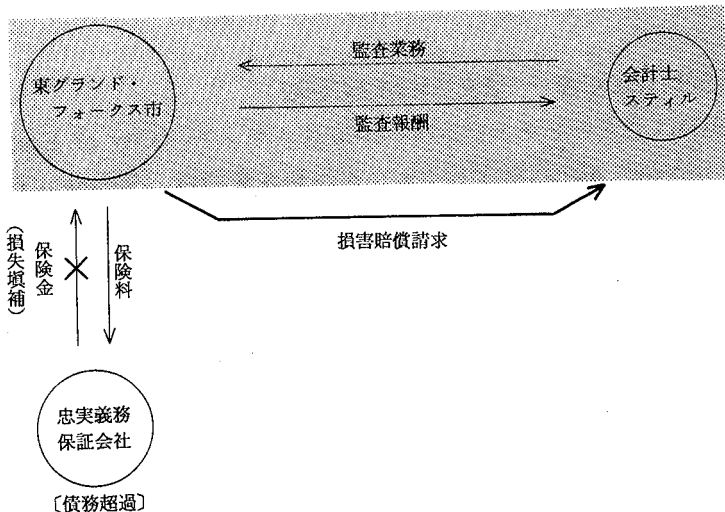 監査業務
東グランド・
フォークス市
会計士
スティル
監査報酬
損害賠償請求
保険金
(損失塡補)
保険料
忠実義務
保証会社
〔債務超過〕